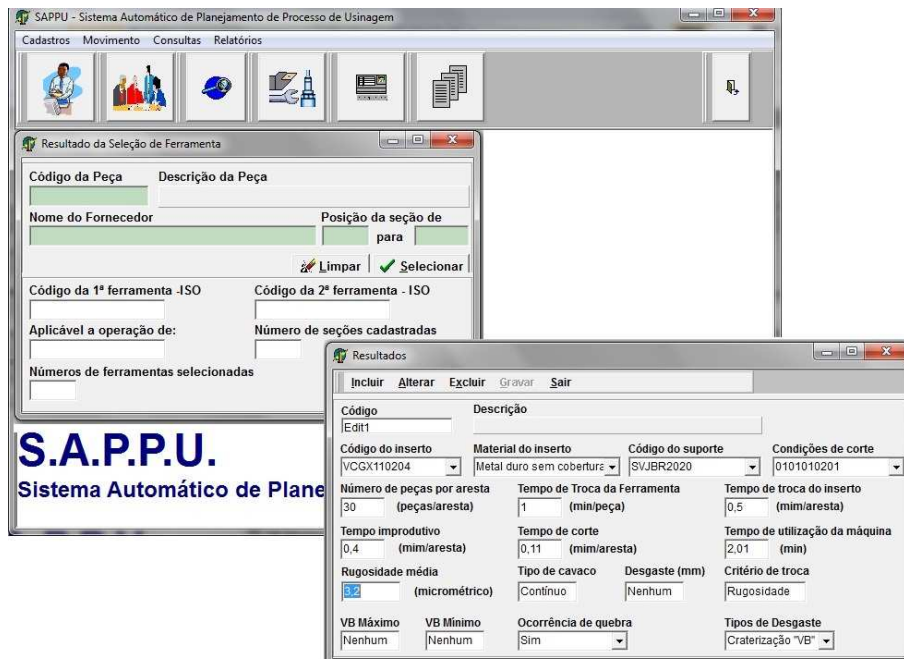 SAPPU - Sistema Automático de Planejamento de Processo de Usinagem
Cadastros Movimento Consultas Relatórios
Resultado da Seleção de Ferramenta
Código da Peça Descrição da Peça
Nome do Fornecedor Posição da seção de
para
Limpar Selecionar
Código da 1ª ferramenta -ISO Código da 2ª ferramenta - ISO
Aplicável a operação de: Número de seções cadastradas
Números de ferramentas selecionadas
S.A.P.P.U.
Sistema Automático de Plane
Resultados
Incluir Alterar Excluir Gravar Sair
Código Descrição
Edit1
Código do inserto Material do inserto Código do suporte Condições de corte
VCGX110204 Metal duro sem cobertura SVJBR2020 0101010201
Número de peças por aresta Tempo de Troca da Ferramenta Tempo de troca do inserto
30 (peças/aresta) 1 (min/peça) 0,5 (mim/aresta)
Tempo improdutivo Tempo de corte Tempo de utilização da máquina
0,4 (mim/aresta) 0,11 (mim/aresta) 2,01 (min)
Rugosidade média Tipo de cavaco Desgaste (mm) Critério de troca
3,2 (micrométrico) Contínuo Nenhum Rugosidade
VB Máximo VB Mínimo Ocorrência de quebra Tipos de Desgaste
Nenhum Nenhum Sim Craterização "VB"